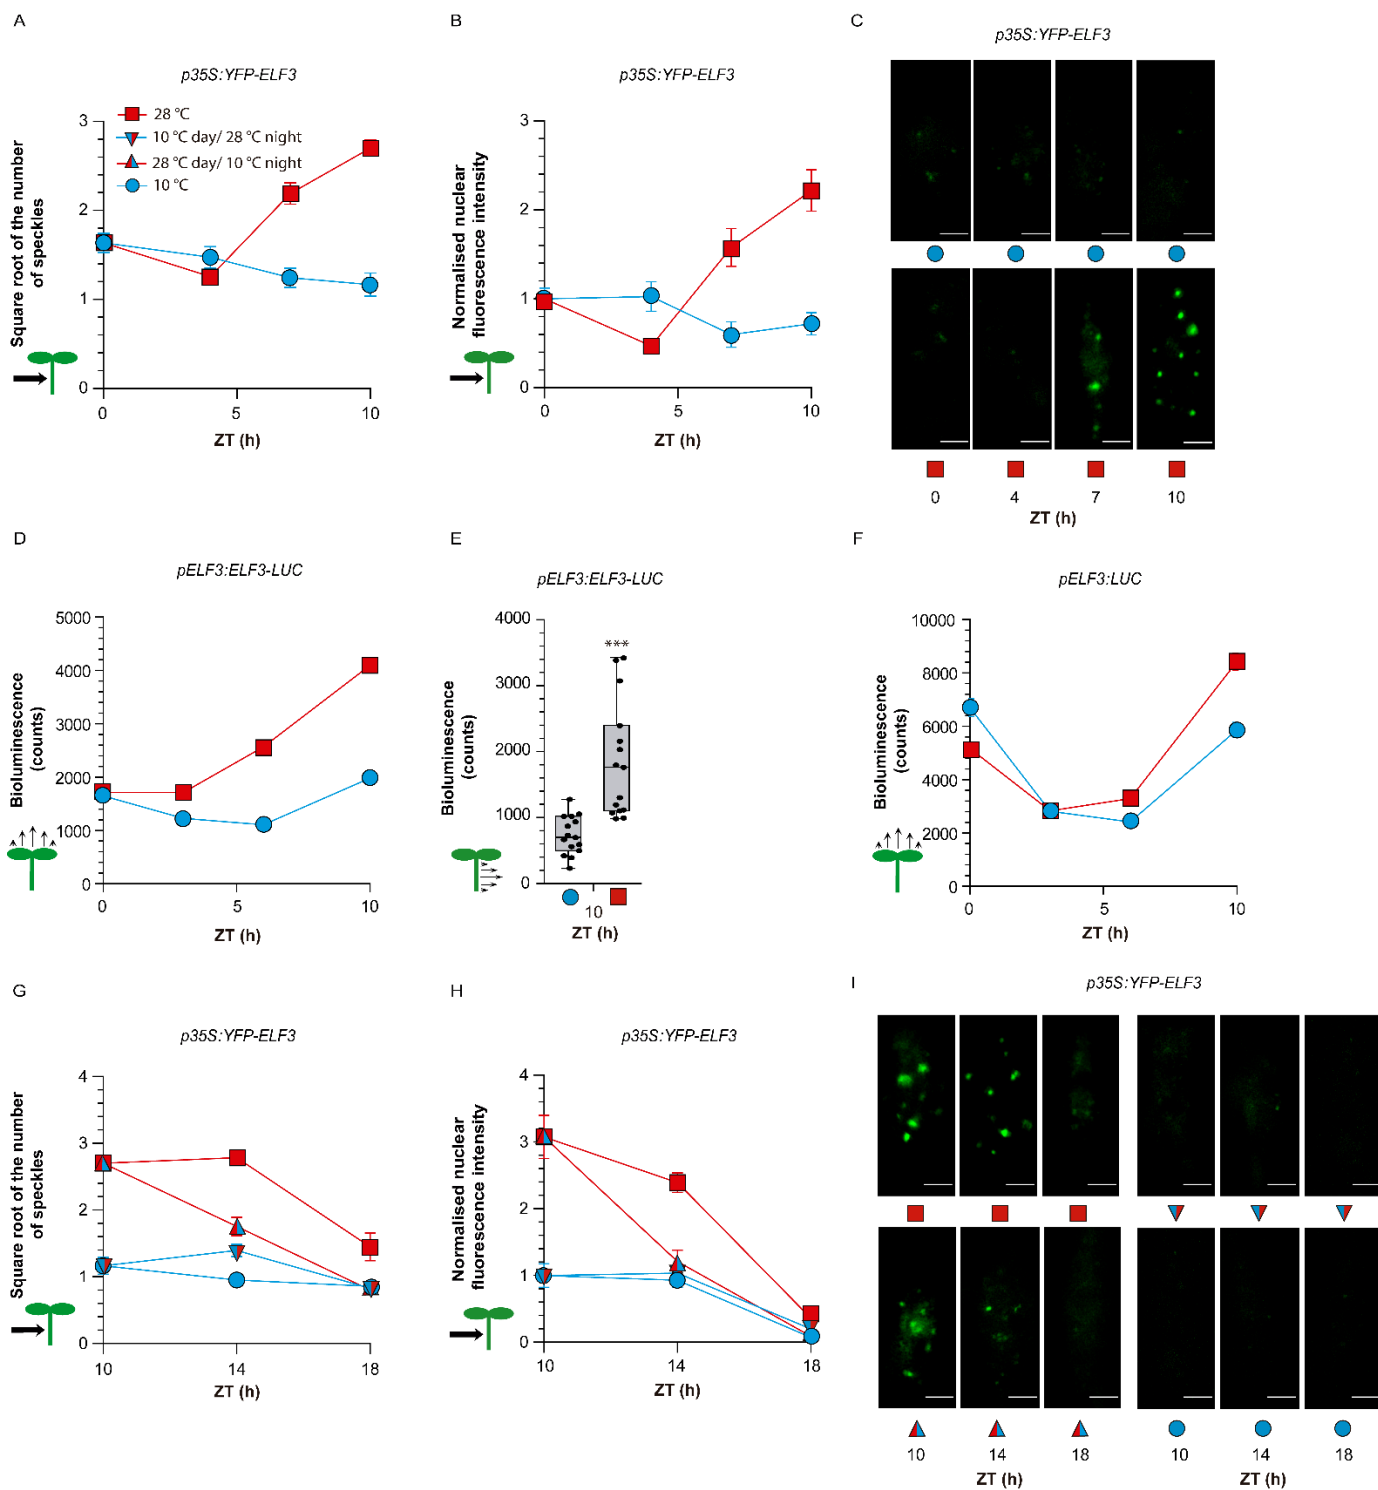 A
p35S:YFP-ELF3
28 °C
10 °C day/ 28 °C night
28 °C day/ 10 °C night
10 °C
Square root of the number
of speckles
3
2
1
0
0
5
10
ZT (h)
B
p35S:YFP-ELF3
Normalised nuclear
fluorescence intensity
3
2
1
0
0
5
10
ZT (h)
C
p35S:YFP-ELF3
0
4
7
10
ZT (h)
D
pELF3:ELF3-LUC
Bioluminescence
(counts)
5000
4000
3000
2000
1000
0
0
5
10
ZT (h)
E
pELF3:ELF3-LUC
Bioluminescence
(counts)
4000
3000
2000
1000
0
***
10
ZT (h)
F
pELF3:LUC
Bioluminescence
(counts)
10000
8000
6000
4000
2000
0
0
5
10
ZT (h)
G
p35S:YFP-ELF3
Square root of the number
of speckles
4
3
2
1
0
10
14
18
ZT (h)
H
p35S:YFP-ELF3
Normalised nuclear
fluorescence intensity
4
3
2
1
0
10
14
18
ZT (h)
I
p35S:YFP-ELF3
10
14
18
ZT (h)
10
14
18
ZT (h)